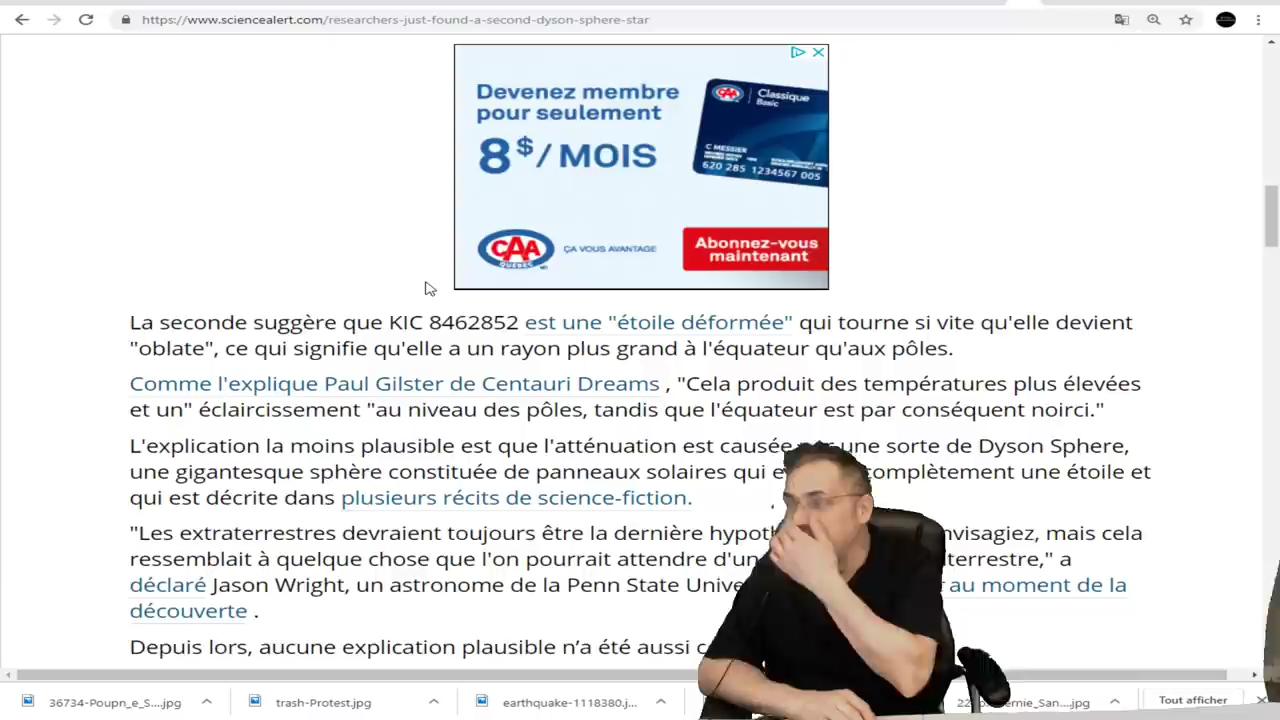 https://www.sciencealert.com/researchers-just-found-a-second-dyson-sphere-star
Devenez membre
pour seulement
8$/MOIS
CAA Classique
Basic
C MESSIER
620 285 1234567 005
CAA
QUÉBEC
ÇA VOUS AVANTAGE
Abonnez-vous
maintenant
La seconde suggère que KIC 8462852 est une "étoile déformée" qui tourne si vite qu'elle devient
"oblate", ce qui signifie qu'elle a un rayon plus grand à l'équateur qu'aux pôles.
Comme l'explique Paul Gilster de Centauri Dreams , "Cela produit des températures plus élevées
et un" éclaircissement "au niveau des pôles, tandis que l'équateur est par conséquent noirci."
L'explication la moins plausible est que l'atténuation est causée une sorte de Dyson Sphere,
une gigantesque sphère constituée de panneaux solaires qui complètement une étoile et
qui est décrite dans plusieurs récits de science-fiction.
"Les extraterrestres devraient toujours être la dernière mais cela
ressemblait à quelque chose que l'on pourrait attendre a
déclaré Jason Wright, un astronome de la Penn State au moment de la
découverte .
Depuis lors, aucune explication plausible n'a été aussi
36734-Poupn_e_S....jpg
trash-Protest.jpg
earthquake-1118380.j...jpg
Tout afficher